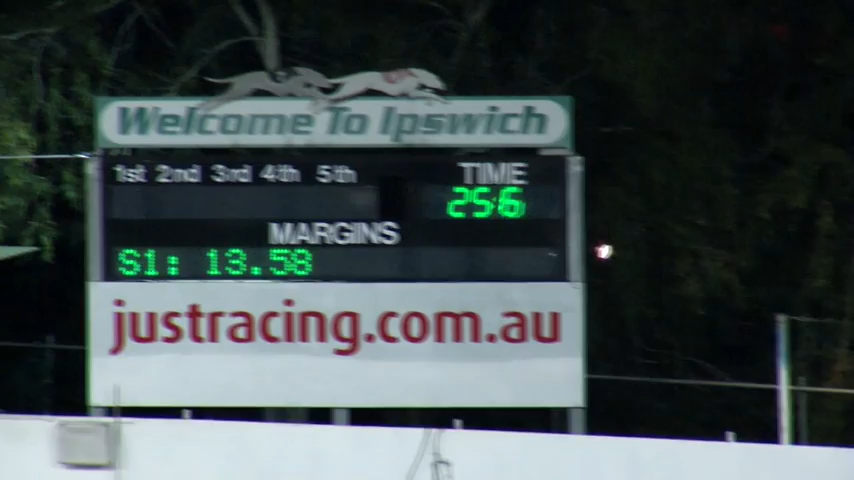 Welcome To Ipswich
1st 2nd 3rd 4th 5th TIME
256
MARGINS
S1: 13.58
justracing.com.au